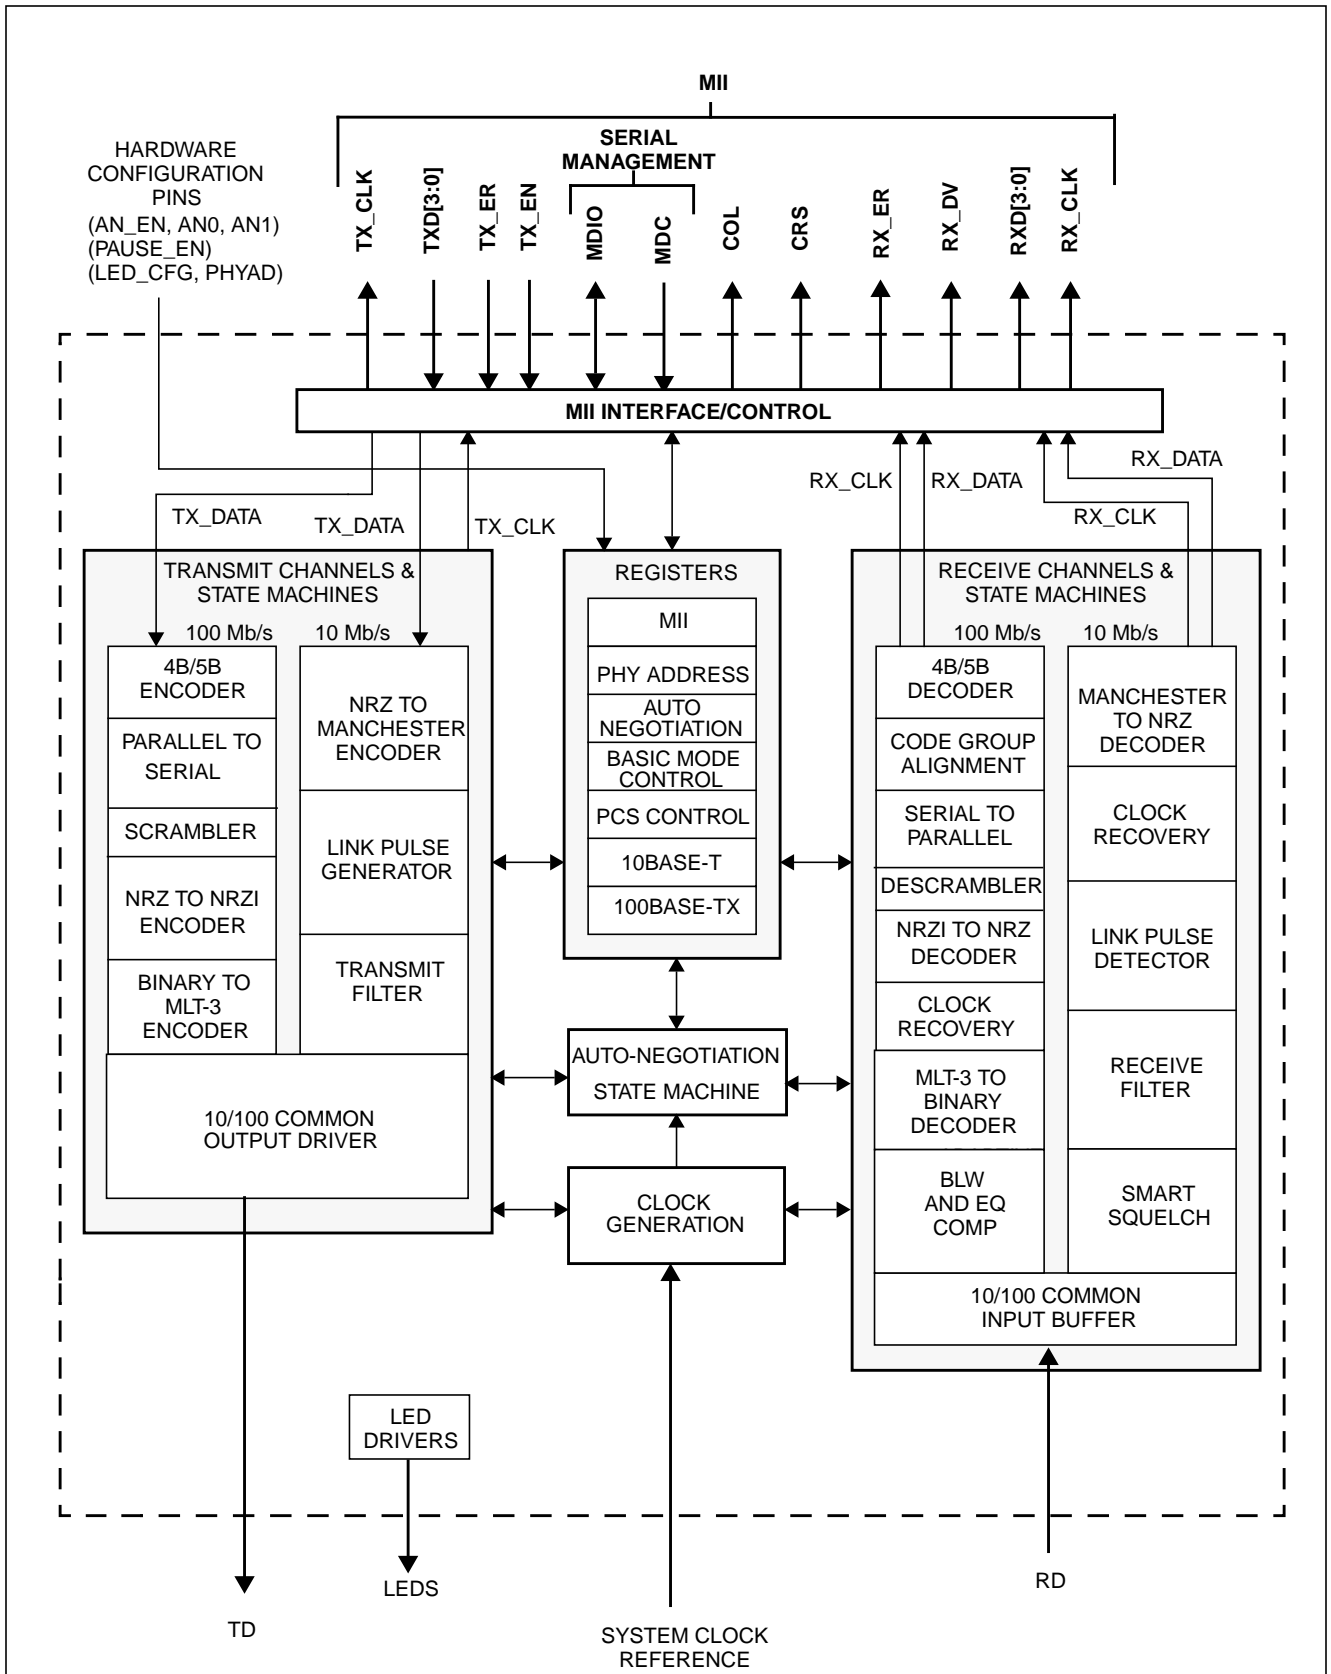 MII
SERIAL
MANAGEMENT
HARDWARE
CONFIGURATION
PINS
(AN_EN, AN0, AN1)
(PAUSE_EN)
(LED_CFG, PHYAD)
TX_CLK
TXD[3:0]
TX_ER
TX_EN
MDIO
MDC
COL
CRS
RX_ER
RX_DV
RXD[3:0]
RX_CLK
MII INTERFACE/CONTROL
TX_DATA
TX_DATA
TX_CLK
RX_CLK
RX_DATA
RX_CLK
RX_DATA
TRANSMIT CHANNELS &
STATE MACHINES
100 Mb/s
10 Mb/s
4B/5B
ENCODER
PARALLEL TO
SERIAL
SCRAMBLER
NRZ TO NRZI
ENCODER
BINARY TO
MLT-3
ENCODER
NRZ TO
MANCHESTER
ENCODER
LINK PULSE
GENERATOR
TRANSMIT
FILTER
10/100 COMMON
OUTPUT DRIVER
REGISTERS
MII
PHY ADDRESS
AUTO
NEGOTIATION
BASIC MODE
CONTROL
PCS CONTROL
10BASE-T
100BASE-TX
AUTO-NEGOTIATION
STATE MACHINE
CLOCK
GENERATION
RECEIVE CHANNELS &
STATE MACHINES
100 Mb/s
10 Mb/s
4B/5B
DECODER
CODE GROUP
ALIGNMENT
SERIAL TO
PARALLEL
DESCRAMBLER
NRZI TO NRZ
DECODER
CLOCK
RECOVERY
MLT-3 TO
BINARY
DECODER
BLW
AND EQ
COMP
MANCHESTER
TO NRZ
DECODER
CLOCK
RECOVERY
LINK PULSE
DETECTOR
RECEIVE
FILTER
SMART
SQUELCH
10/100 COMMON
INPUT BUFFER
LED
DRIVERS
LEDS
TD
SYSTEM CLOCK
REFERENCE
RD